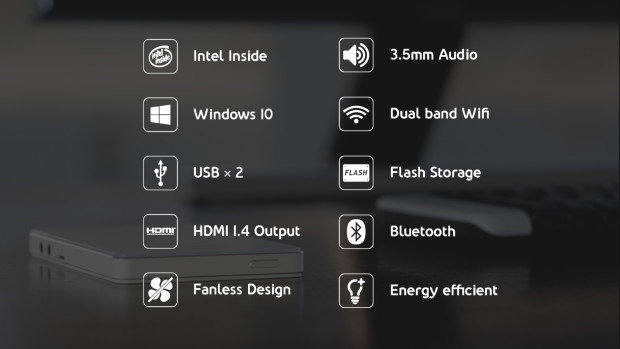 intel inside
Intel Inside
3.5mm Audio
Windows 10
Dual band Wifi
USB × 2
FLASH
Flash Storage
HDMI
HDMI 1.4 Output
Bluetooth
Fanless Design
Energy efficient